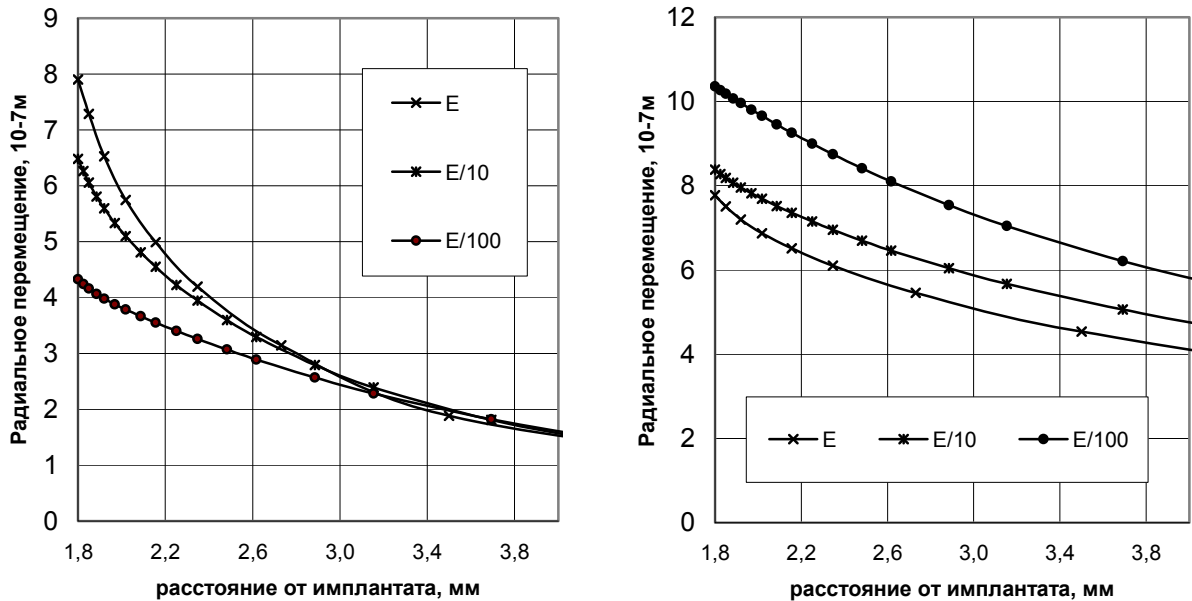 Радиальное перемещение, 10-7м
9
8
7
6
5
4
3
2
1
0
E
E/10
E/100
1,8 2,2 2,6 3,0 3,4 3,8
расстояние от имплантата, мм
Радиальное перемещение, 10-7м
12
10
8
6
4
2
0
E E/10 E/100
1,8 2,2 2,6 3,0 3,4 3,8
расстояние от имплантата, мм